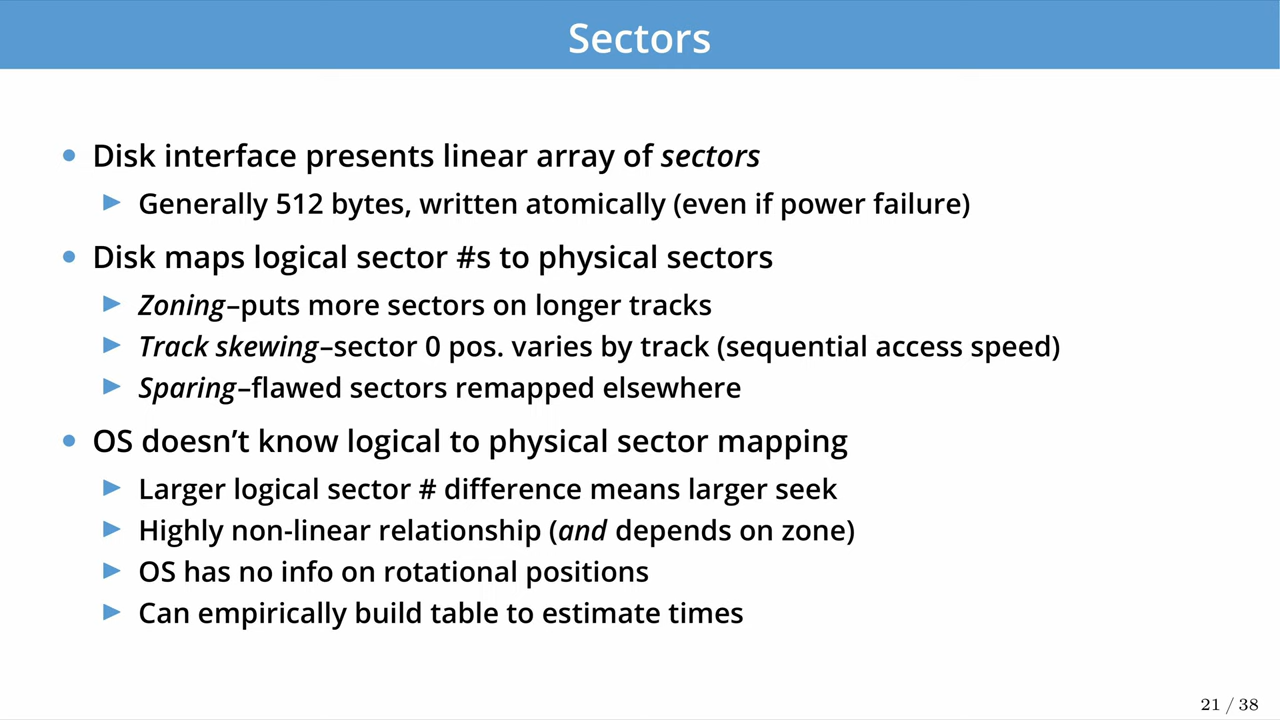 Sectors
• Disk interface presents linear array of sectors
▶ Generally 512 bytes, written atomically (even if power failure)
• Disk maps logical sector #s to physical sectors
▶ Zoning–puts more sectors on longer tracks
▶ Track skewing–sector 0 pos. varies by track (sequential access speed)
▶ Sparing–flawed sectors remapped elsewhere
• OS doesn’t know logical to physical sector mapping
▶ Larger logical sector # difference means larger seek
▶ Highly non-linear relationship (and depends on zone)
▶ OS has no info on rotational positions
▶ Can empirically build table to estimate times
21 / 38